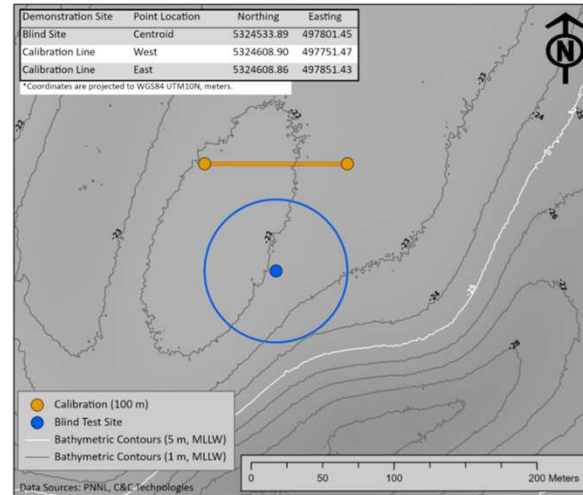 Demonstration Site Point Location Northing Easting
Blind Site Centroid 5324533.89 497801.45
Calibration Line West 5324608.90 497751.47
Calibration Line East 5324608.86 497851.43
*Coordinates are projected to WGS84 UTM10N, meters.
N
-23
-24
-25
-22
-22
-23
-26
-22
-23
-27
-24
-25
-28
Calibration (100 m)
Blind Test Site
Bathymetric Contours (5 m, MLLW)
Bathymetric Contours (1 m, MLLW)
0 50 100 200 Meters
Data Sources: PNNL, C&C Technologies